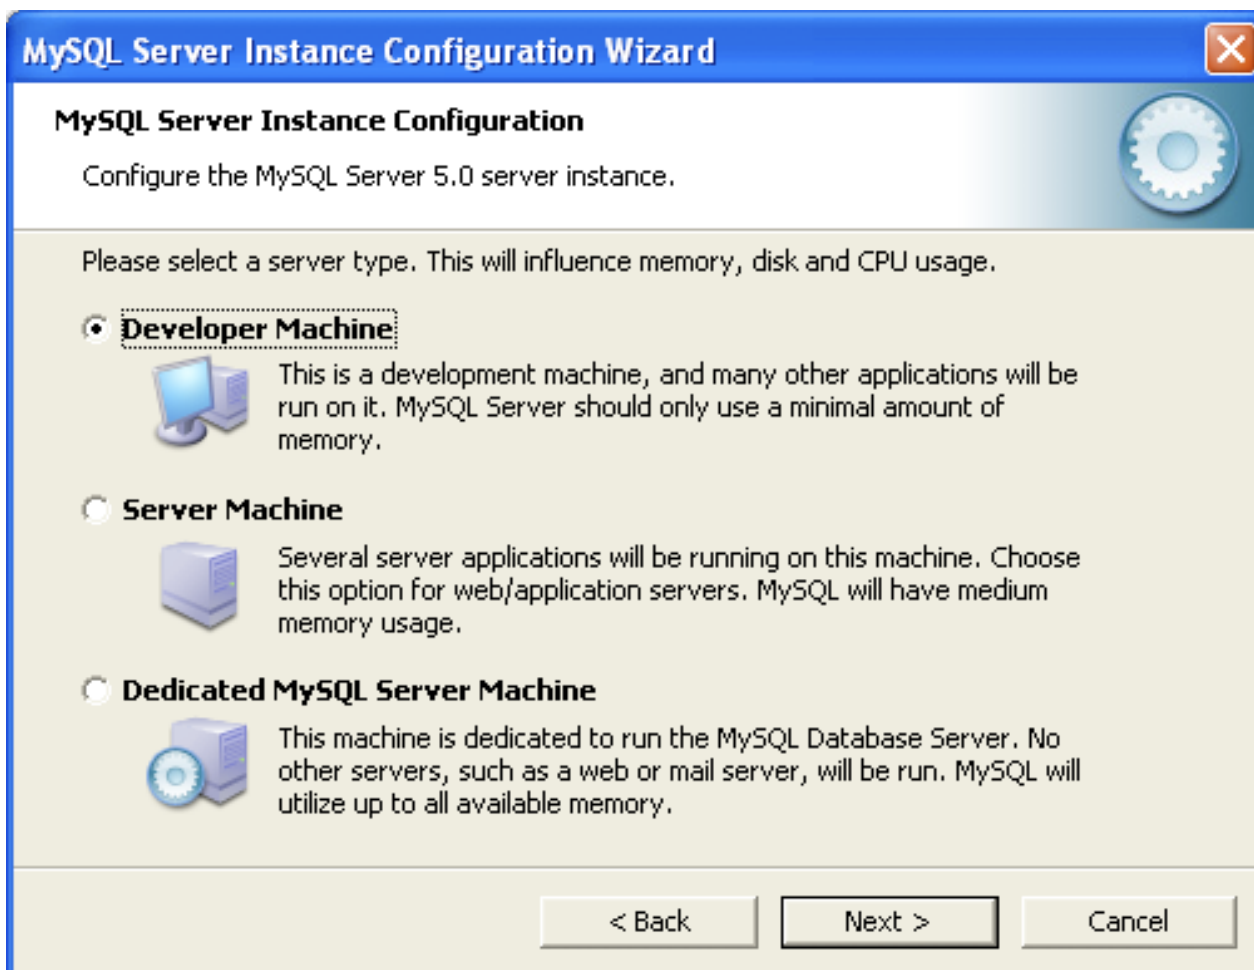 MySQL Server Instance Configuration Wizard
MySQL Server Instance Configuration
Configure the MySQL Server 5.0 server instance.
Please select a server type. This will influence memory, disk and CPU usage.
Developer Machine
This is a development machine, and many other applications will be
run on it. MySQL Server should only use a minimal amount of
memory.
Server Machine
Several server applications will be running on this machine. Choose
this option for web/application servers. MySQL will have medium
memory usage.
Dedicated MySQL Server Machine
This machine is dedicated to run the MySQL Database Server. No
other servers, such as a web or mail server, will be run. MySQL will
utilize up to all available memory.
< Back
Next >
Cancel